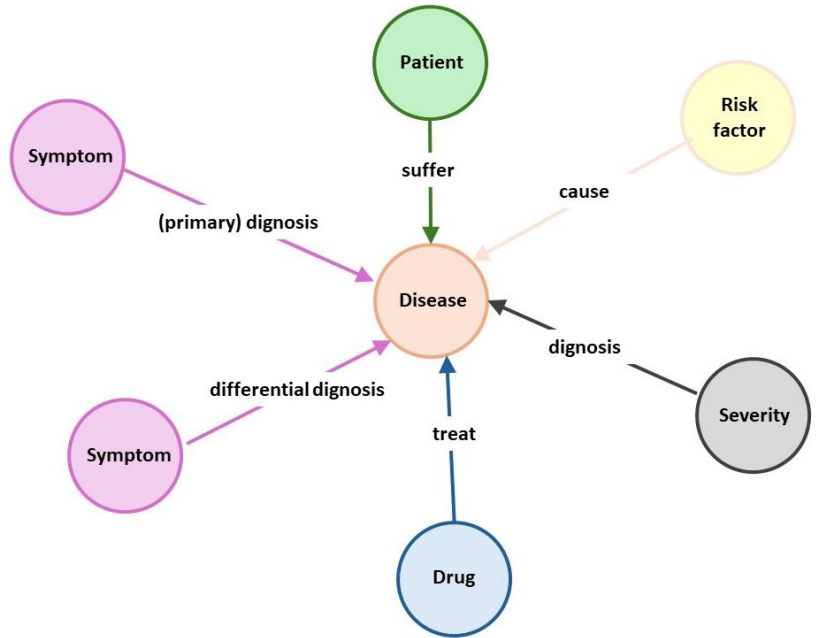 Patient
Risk
factor
Symptom
suffer
cause
(primary) dignosis
Disease
dignosis
differential dignosis
Severity
treat
Symptom
Drug